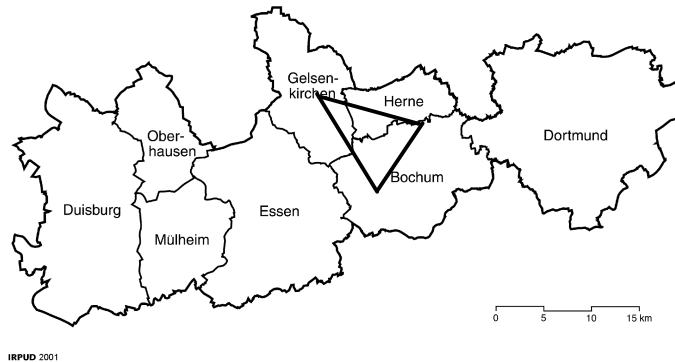 Gelsen-
kirchen
Herne
Ober-
hausen
Dortmund
Bochum
Duisburg
Essen
Mülheim
0 5 10 15 km
IRPUD 2001